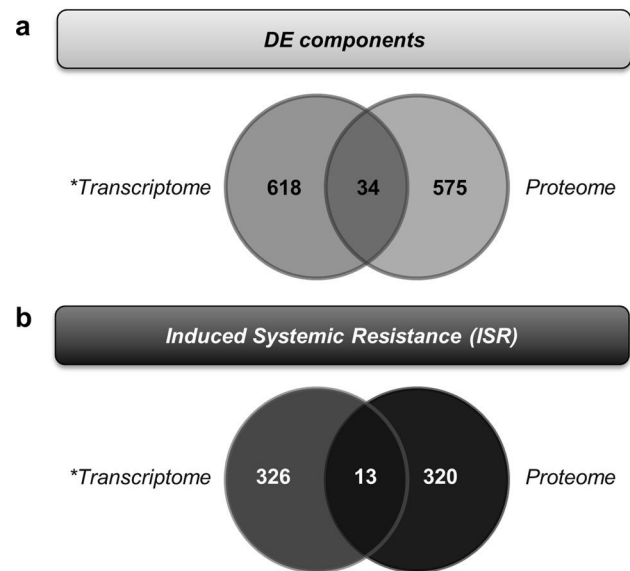 a
DE components
*Transcriptome 618 34 575 Proteome
b
Induced Systemic Resistance (ISR)
*Transcriptome 326 13 320 Proteome